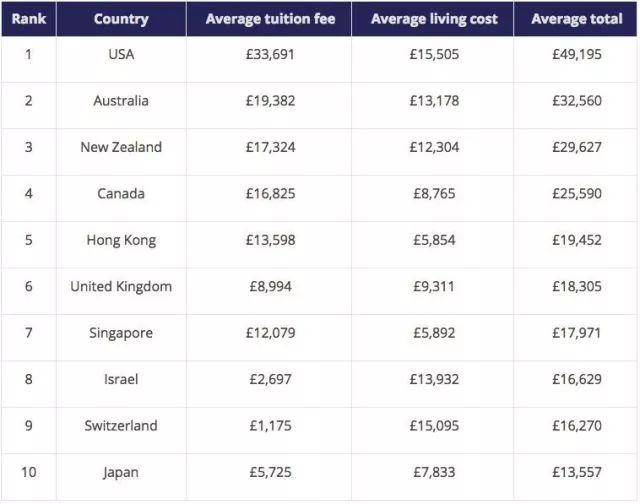 Rank Country Average tuition fee Average living cost Average total
1 USA £33,691 £15,505 £49,195
2 Australia £19,382 £13,178 £32,560
3 New Zealand £17,324 £12,304 £29,627
4 Canada £16,825 £8,765 £25,590
5 Hong Kong £13,598 £5,854 £19,452
6 United Kingdom £8,994 £9,311 £18,305
7 Singapore £12,079 £5,892 £17,971
8 Israel £2,697 £13,932 £16,629
9 Switzerland £1,175 £15,095 £16,270
10 Japan £5,725 £7,833 £13,557